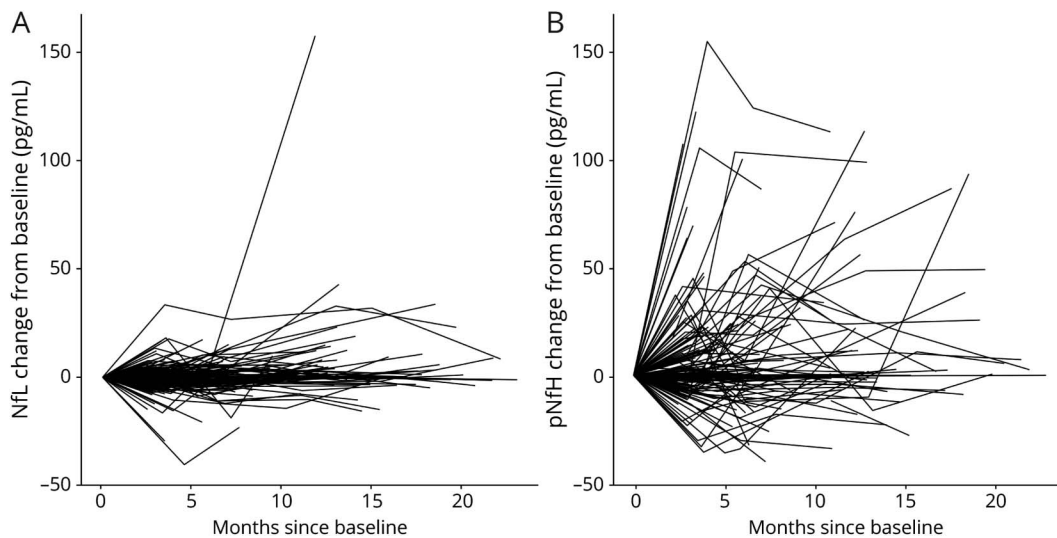 A
NfL change from baseline (pg/mL)
150
100
50
0
–50
0 5 10 15 20
Months since baseline
B
pNfH change from baseline (pg/mL)
150
100
50
0
–50
0 5 10 15 20
Months since baseline